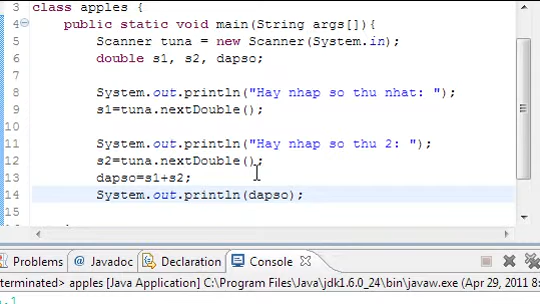 3 class apples {
4 public static void main(String args[]){
5 Scanner tuna = new Scanner(System.in);
6 double s1, s2, dapso;
7
8 System.out.println("Hay nhap so thu nhat: ");
9 s1=tuna.nextDouble();
10
11 System.out.println("Hay nhap so thu 2: ");
12 s2=tuna.nextDouble();
13 dapso=s1+s2;
14 System.out.println(dapso);
15
Problems @ Javadoc Declaration Console
terminated> apples [Java Application] C:\Program Files\Java\jdk1.6.0_24\bin\javaw.exe (Apr 29, 2011 8: